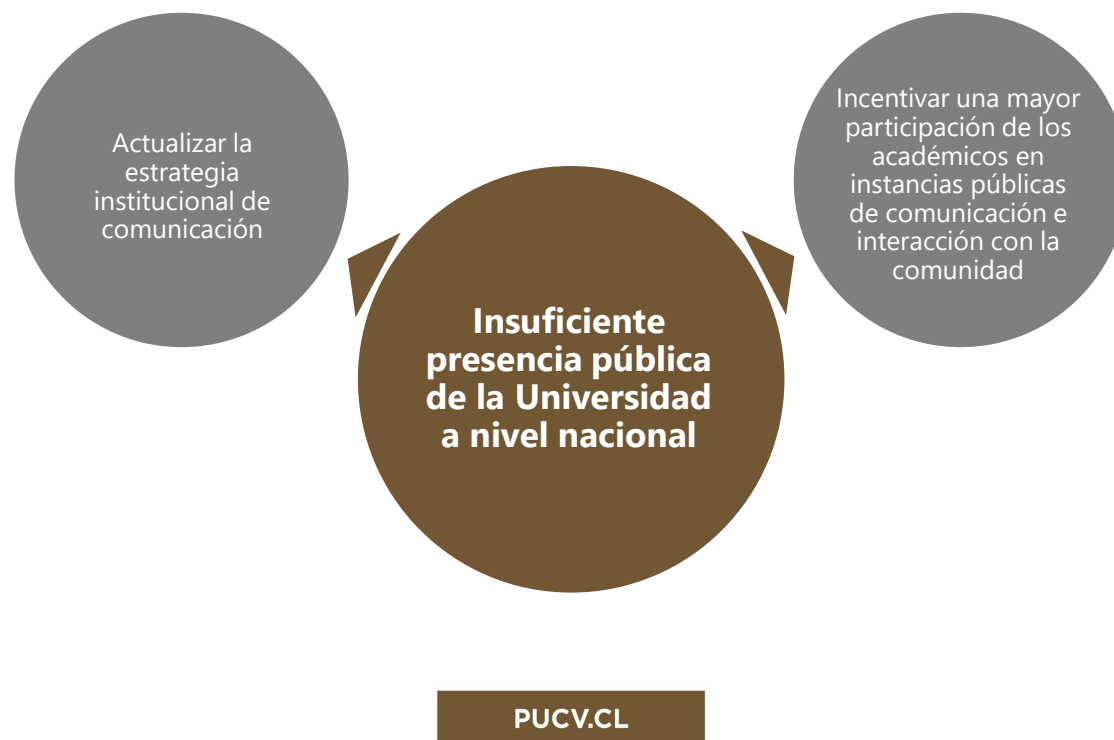 Actualizar la
estrategia
institucional de
comunicación
Insuficiente
presencia pública
de la Universidad
a nivel nacional
Incentivar una mayor
participación de los
académicos en
instancias públicas
de comunicación e
interacción con la
comunidad
PUCV.CL